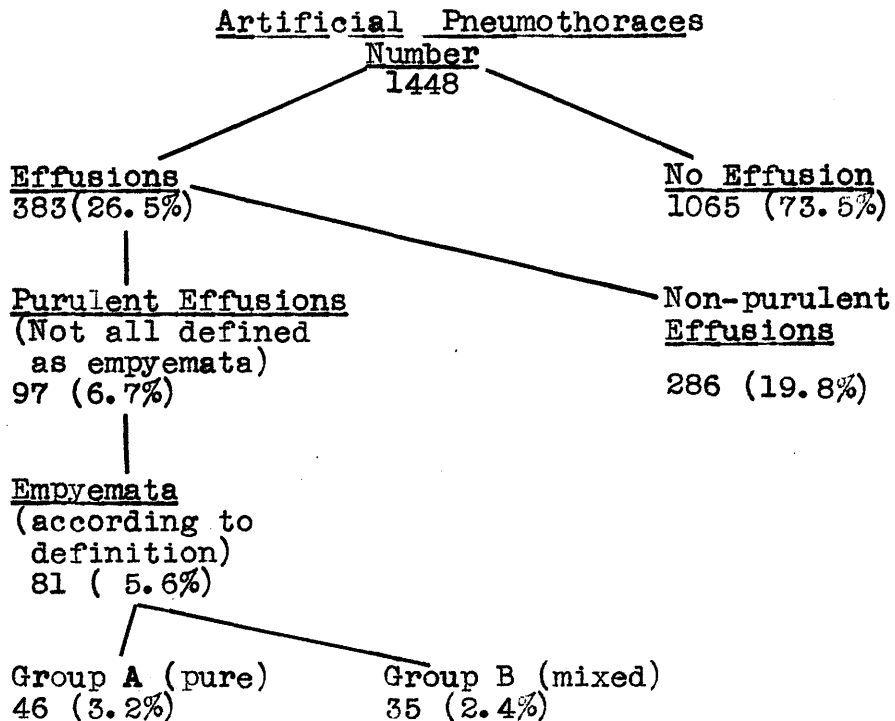 Artificial Pneumothoraces
Number
1448
Effusions
383(26.5%)
No Effusion
1065 (73.5%)
Purulent Effusions
(Not all defined
as empyemata)
97 (6.7%)
Non-purulent
Effusions
286 (19.8%)
Empyemata
(according to
definition)
81 ( 5.6%)
Group A (pure)
46 (3.2%)
Group B (mixed)
35 (2.4%)